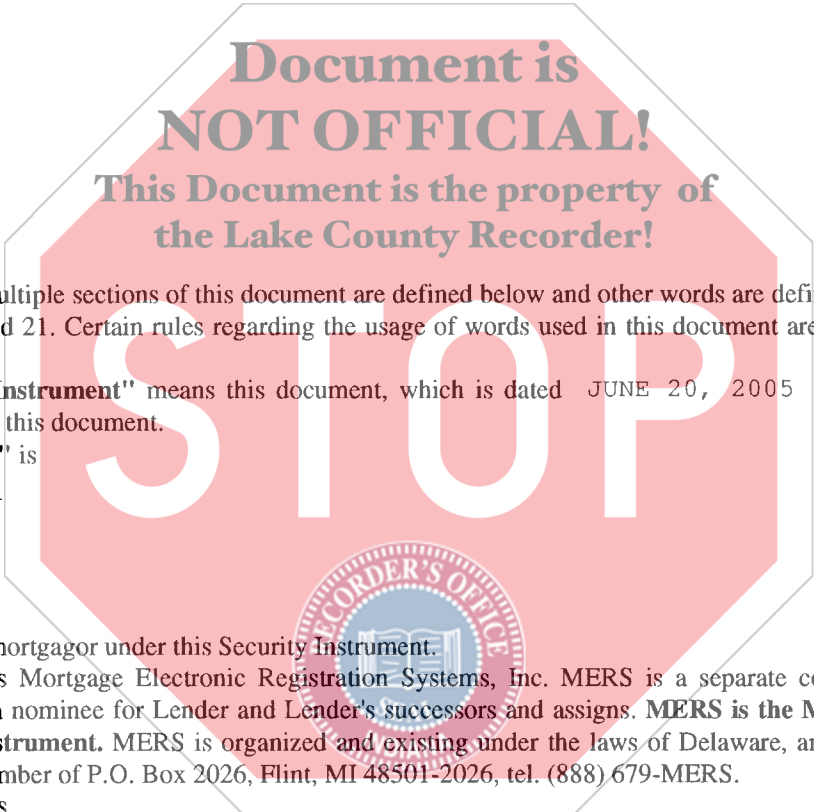 Document is
NOT OFFICIAL!
This Document is the property of
the Lake County Recorder!
ultiple sections of this document are defined below and other words are defi
d 21. Certain rules regarding the usage of words used in this document are
nstrument" means this document, which is dated JUNE 20, 2005
this document.
" is
STOP
RECORDER'S OFFICE
ortgagor under this Security Instrument.
s Mortgage Electronic Registration Systems, Inc. MERS is a separate co
nominee for Lender and Lender's successors and assigns. MERS is the M
strument. MERS is organized and existing under the laws of Delaware, an
mber of P.O. Box 2026, Flint, MI 48501-2026, tel. (888) 679-MERS.
s